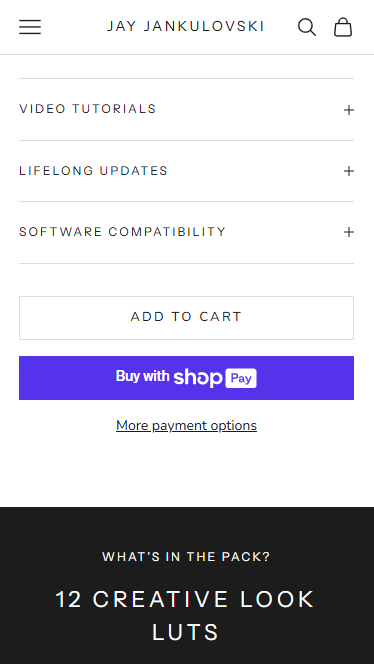 JAY JANKULOVSKI
VIDEO TUTORIALS
LIFELONG UPDATES
SOFTWARE COMPATIBILITY
ADD TO CART
Buy with shop Pay
More payment options
WHAT'S IN THE PACK?
12 CREATIVE LOOK
LUTS